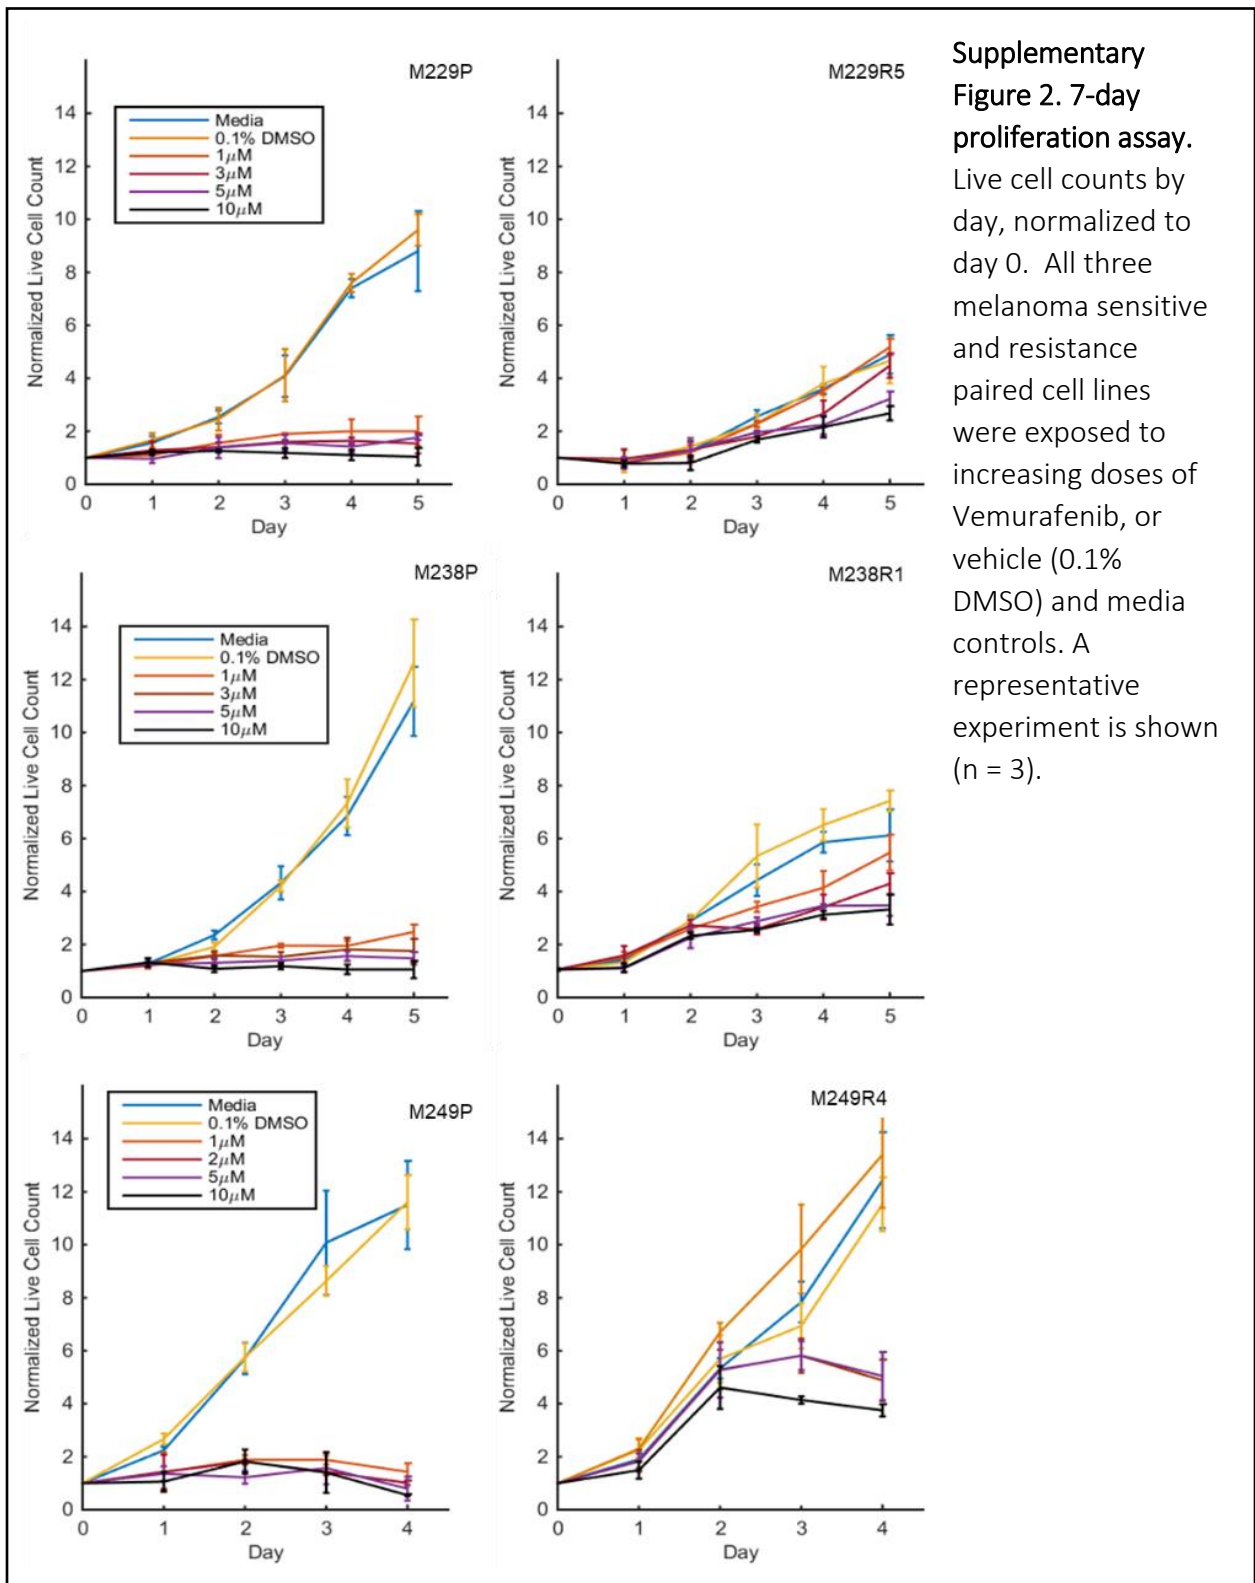 M229P
Normalized Live Cell Count
14
12
10
8
6
4
2
0
Media
0.1% DMSO
1μM
3μM
5μM
10μM
0 1 2 3 4 5
Day
M229R5
Normalized Live Cell Count
14
12
10
8
6
4
2
0
0 1 2 3 4 5
Day
M238P
Normalized Live Cell Count
14
12
10
8
6
4
2
0
Media
0.1% DMSO
1μM
3μM
5μM
10μM
0 1 2 3 4 5
Day
M238R1
Normalized Live Cell Count
14
12
10
8
6
4
2
0
0 1 2 3 4 5
Day
M249P
Normalized Live Cell Count
14
12
10
8
6
4
2
0
Media
0.1% DMSO
1μM
2μM
5μM
10μM
0 1 2 3 4
Day
M249R4
Normalized Live Cell Count
14
12
10
8
6
4
2
0
0 1 2 3 4
Day
Supplementary
Figure 2. 7-day
proliferation assay.
Live cell counts by
day, normalized to
day 0. All three
melanoma sensitive
and resistance
paired cell lines
were exposed to
increasing doses of
Vemurafenib, or
vehicle (0.1%
DMSO) and media
controls. A
representative
experiment is shown
(n = 3).